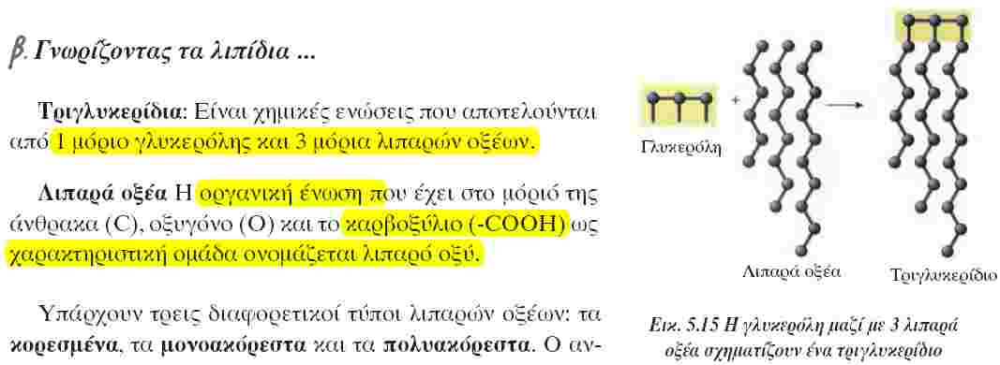 β. Γνωρίζοντας τα λιπίδια ...
Τριγλυκερίδια: Είναι χημικές ενώσεις που αποτελούνται
από 1 μόριο γλυκερόλης και 3 μόρια λιπαρών οξέων.
Λιπαρά οξέα Η οργανική ένωση που έχει στο μόριό της
άνθρακα (C), οξυγόνο (Ο) και το καρβοξύλιο (-COOH) ως
χαρακτηριστική ομάδα ονομάζεται λιπαρό οξύ.
Υπάρχουν τρεις διαφορετικοί τύποι λιπαρών οξέων: τα
κορεσμένα, τα μονοακόρεστα και τα πολυακόρεστα. Ο αν-
+
Γλυκερόλη
Λιπαρά οξέα
Τριγλυκερίδιο
Εικ. 5.15 Η γλυκερόλη μαζί με 3 λιπαρά
οξέα σχηματίζουν ένα τριγλυκερίδιο